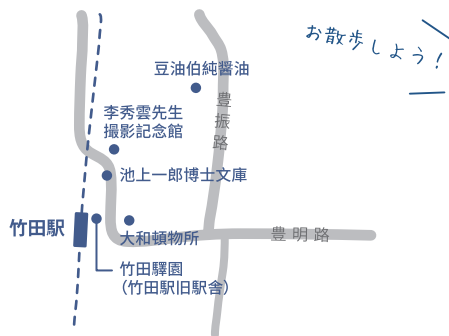 お散歩しよう！
豆油伯純醤油
豊振路
李秀雲先生
撮影記念館
池上一郎博士文庫
竹田駅
大和頓物所
豊明路
竹田驛園
（竹田駅旧駅舎）